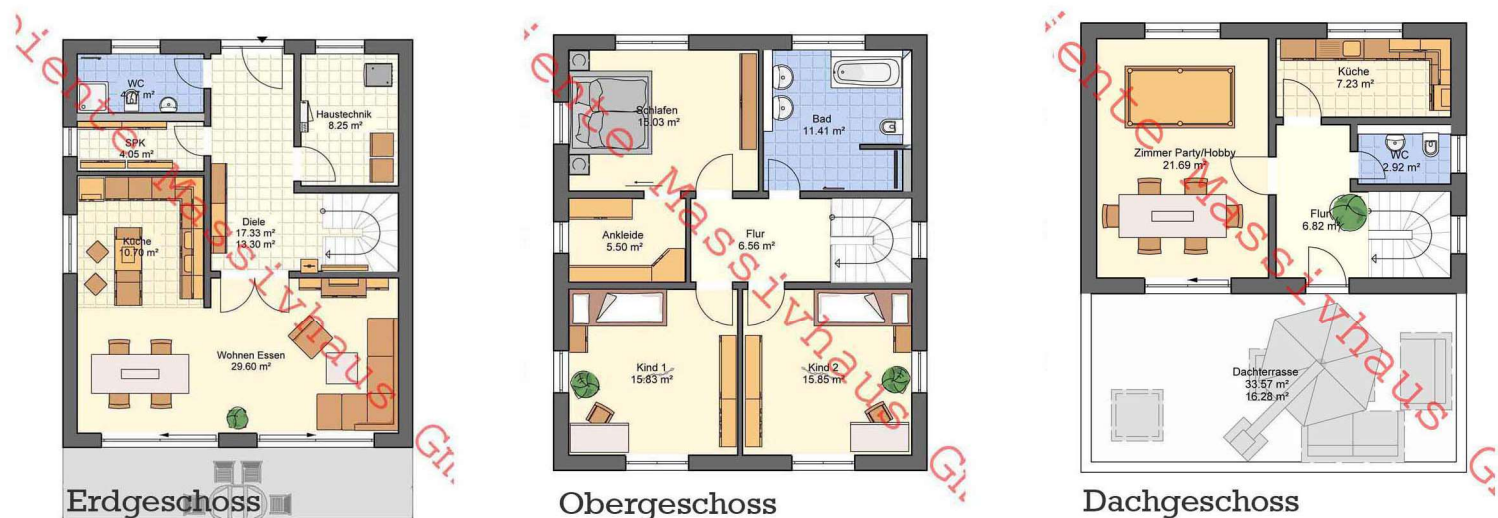 WC
SPK
4.05 m²
Haustechnik
8.25 m²
Küche
10.70 m²
Diele
17.33 m²
13.30 m²
Wohnen Essen
29.60 m²
Erdgeschoss
Schlafen
15.03 m²
Bad
11.41 m²
Ankleide
5.50 m²
Flur
6.56 m²
Kind 1
15.83 m²
Kind 2
15.85 m²
Obergeschoss
Küche
7.23 m²
Zimmer Party/Hobby
21.69 m²
WC
2.92 m²
Flur
6.82 m²
Dachterrasse
33.57 m²
16.28 m²
Dachgeschoss
Massivhaus
Massivhaus
Massivhaus